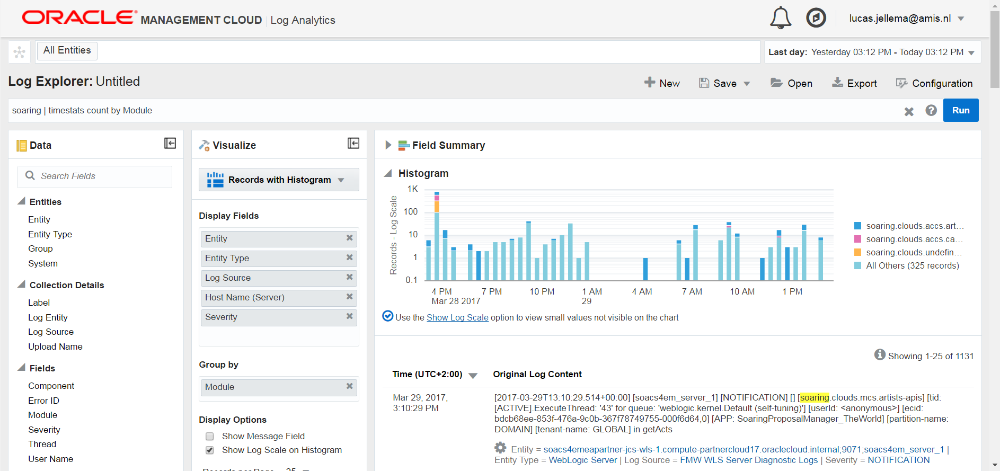 ORACLE MANAGEMENT CLOUD Log Analytics
lucas.jellema@amis.nl
All Entities
Last day: Yesterday 03:12 PM - Today 03:12 PM
Log Explorer: Untitled
New
Save
Open
Export
Configuration
soaring | timestats count by Module
Run
Data
Search Fields
Entities
Entity
Entity Type
Group
System
Collection Details
Label
Log Entity
Log Source
Upload Name
Fields
Component
Error ID
Module
Severity
Thread
User Name
Visualize
Records with Histogram
Display Fields
Entity
Entity Type
Log Source
Host Name (Server)
Severity
Group by
Module
Display Options
Show Message Field
Show Log Scale on Histogram
Records per Page 25
Field Summary
Histogram
Records - Log Scale
1K
100
10
1
0.1
4 PM 7 PM 10 PM 1 AM 4 AM 7 AM 10 AM 1 PM
Mar 28 2017 29
soaring.clouds.accs.art...
soaring.clouds.accs.ca...
soaring.clouds.undefin...
All Others (325 records)
Use the Show Log Scale option to view small values not visible on the chart
Showing 1-25 of 1131
Time (UTC+2:00) Original Log Content
Mar 29, 2017,
3:10:29 PM
[2017-03-29T13:10:29.514+00:00] [soacs4em_server_1] [NOTIFICATION] [] [soaring.clouds.mcs.artists-apis] [tid:
[ACTIVE].ExecuteThread: '43' for queue: 'weblogic.kernel.Default (self-tuning)'] [userId: <anonymous>] [ecid:
bdcb68ee-853f-476a-9c0b-367f78749755-000f6d64,0] [APP: SoaringProposalManager_TheWorld] [partition-name:
DOMAIN] [tenant-name: GLOBAL] in getActs
Entity = soacs4emeapartner-jcs-wls-1.compute-partnercloud17.oraclecloud.internal;9071;soacs4em_server_1 |
Entity Type = WebLogic Server | Log Source = FMW WLS Server Diagnostic Logs | Severity = NOTIFICATION